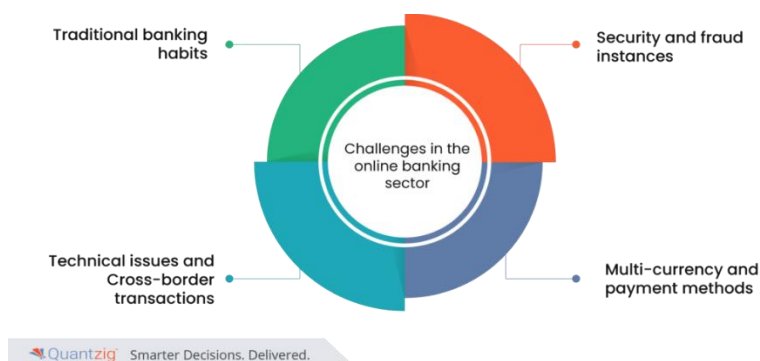 Traditional banking
habits
Security and fraud
instances
Challenges in the
online banking
sector
Technical issues and
Cross-border
transactions
Multi-currency and
payment methods
Quantzig Smarter Decisions. Delivered.